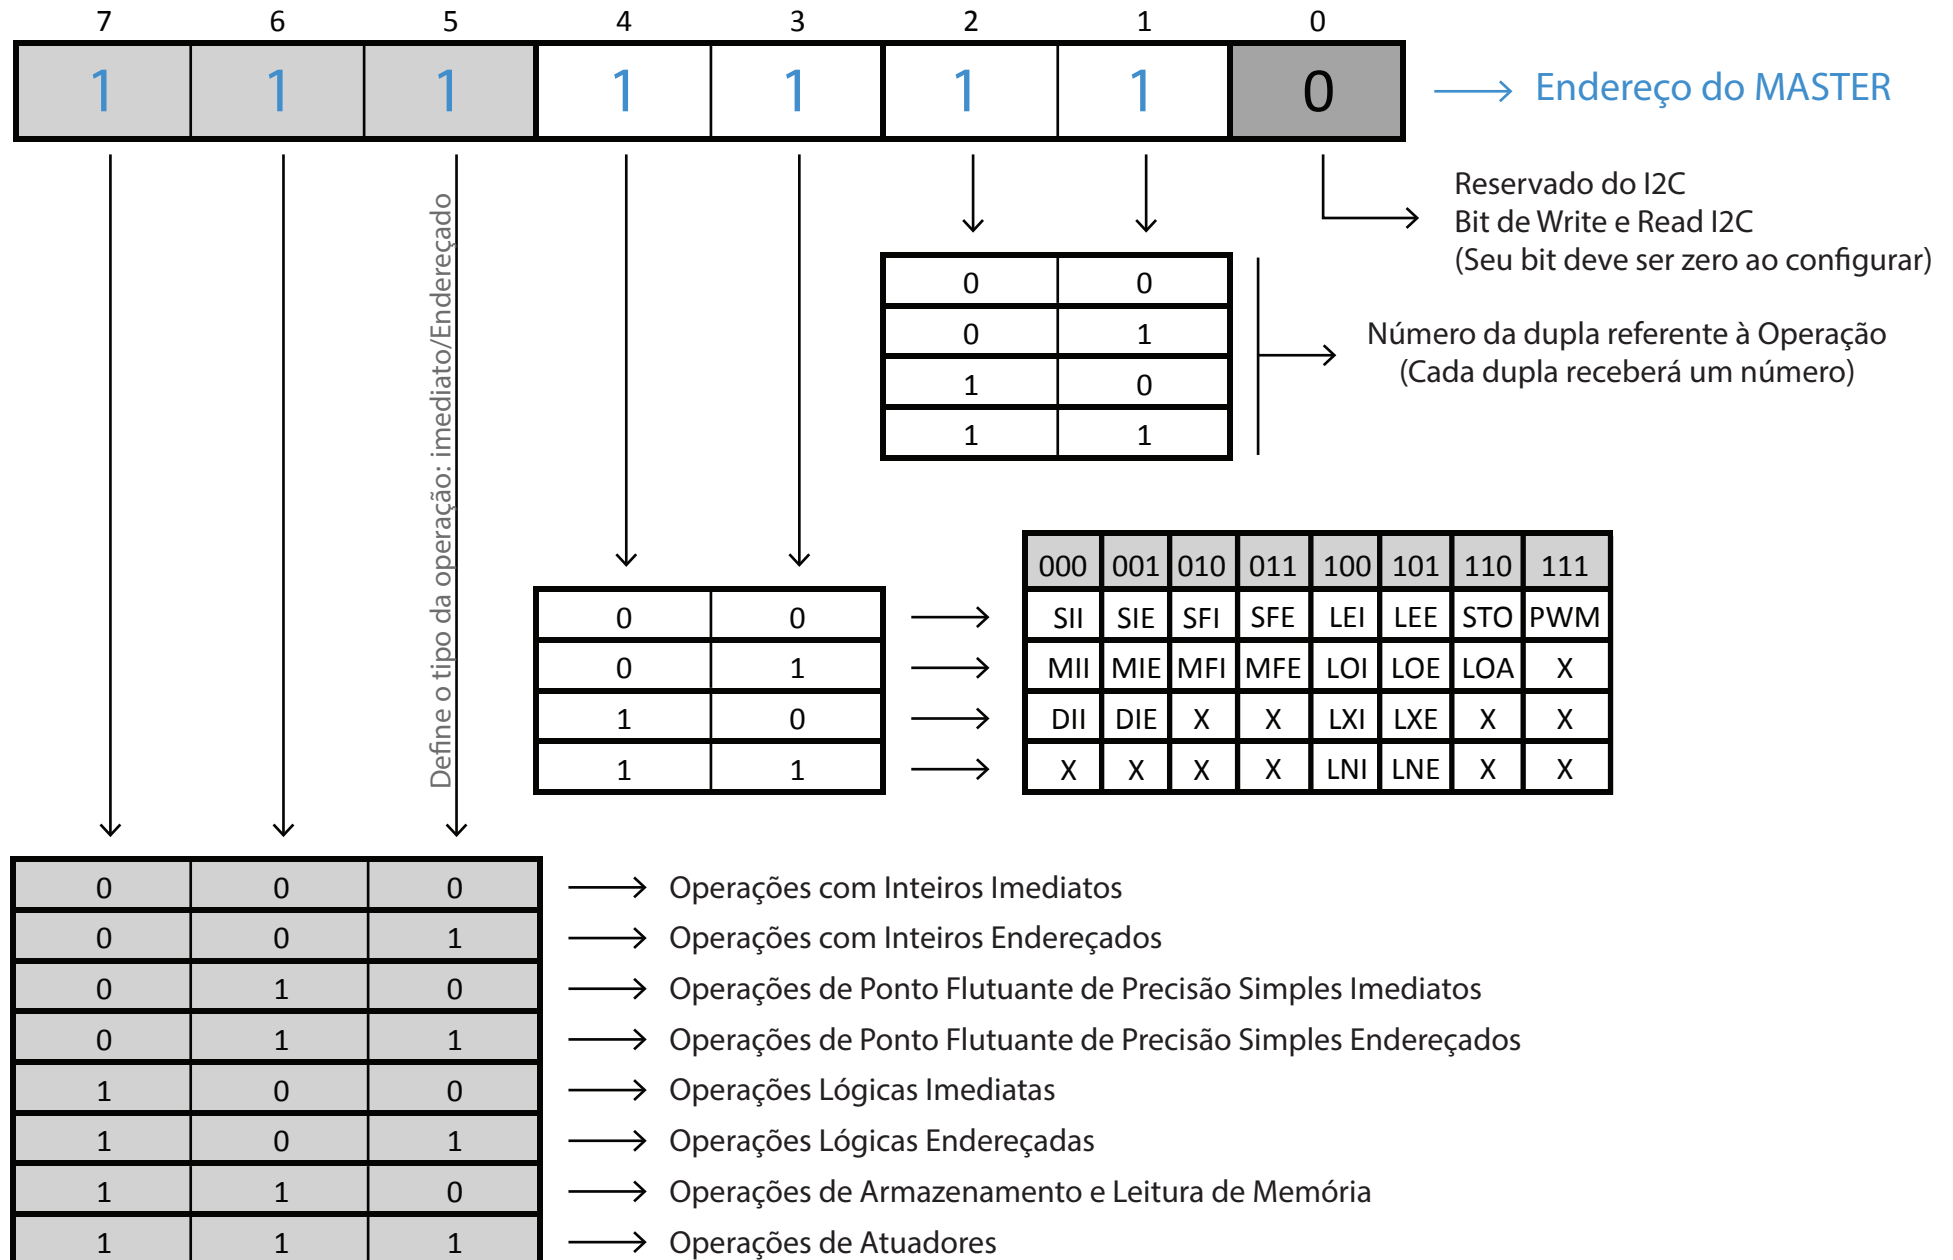 7 6 5 4 3 2 1 0
1 1 1 1 1 1 1 0
Endereço do MASTER
Reservado do I2C
Bit de Write e Read I2C
(Seu bit deve ser zero ao configurar)
0 0
0 1
1 0
1 1
Número da dupla referente à Operação
(Cada dupla receberá um número)
Define o tipo da operação: imediato/Endereçado
0 0
0 1
1 0
1 1
000 001 010 011 100 101 110 111
SII SIE SFI SFE LEI LEE STO PWM
MII MIE MFI MFE LOI LOE LOA X
DII DIE X X LXI LXE X X
X X X X LNI LNE X X
0 0 0 Operações com Inteiros Imediatos
0 0 1 Operações com Inteiros Endereçados
0 1 0 Operações de Ponto Flutuante de Precisão Simples Imediatos
0 1 1 Operações de Ponto Flutuante de Precisão Simples Endereçados
1 0 0 Operações Lógicas Imediatas
1 0 1 Operações Lógicas Endereçadas
1 1 0 Operações de Armazenamento e Leitura de Memória
1 1 1 Operações de Atuadores